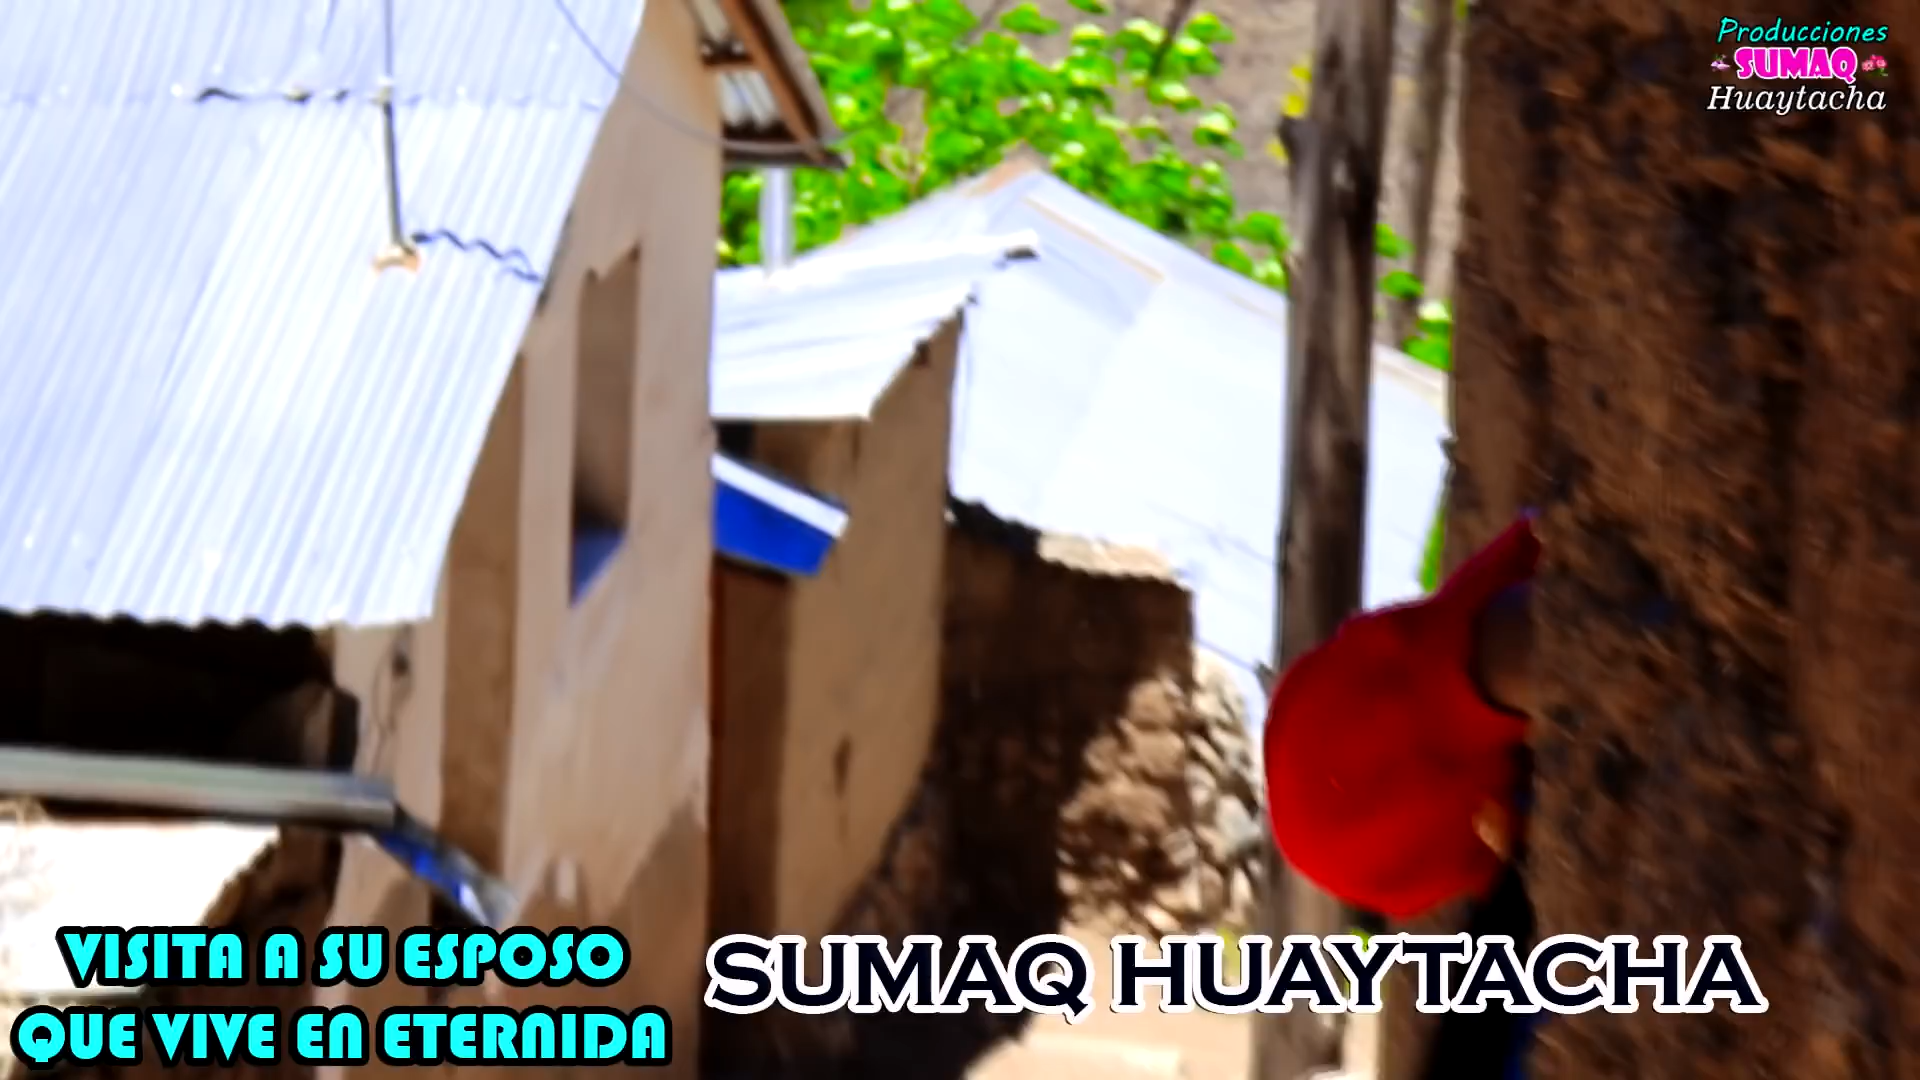 Producciones
SUMAQ
Huaytacha
VISITA A SU ESPOSO
QUE VIVE EN ETERNIDA
SUMAQ HUAYTACHA